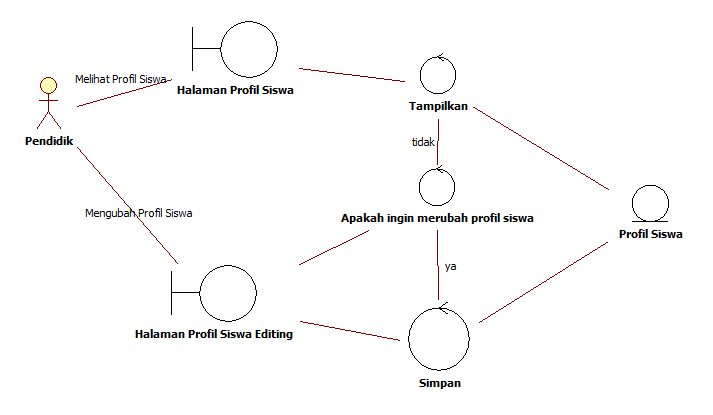 Melihat Profil Siswa
Halaman Profil Siswa
Tampilkan
Pendidik
tidak
Mengubah Profil Siswa
Apakah ingin merubah profil siswa
Profil Siswa
ya
Halaman Profil Siswa Editing
Simpan